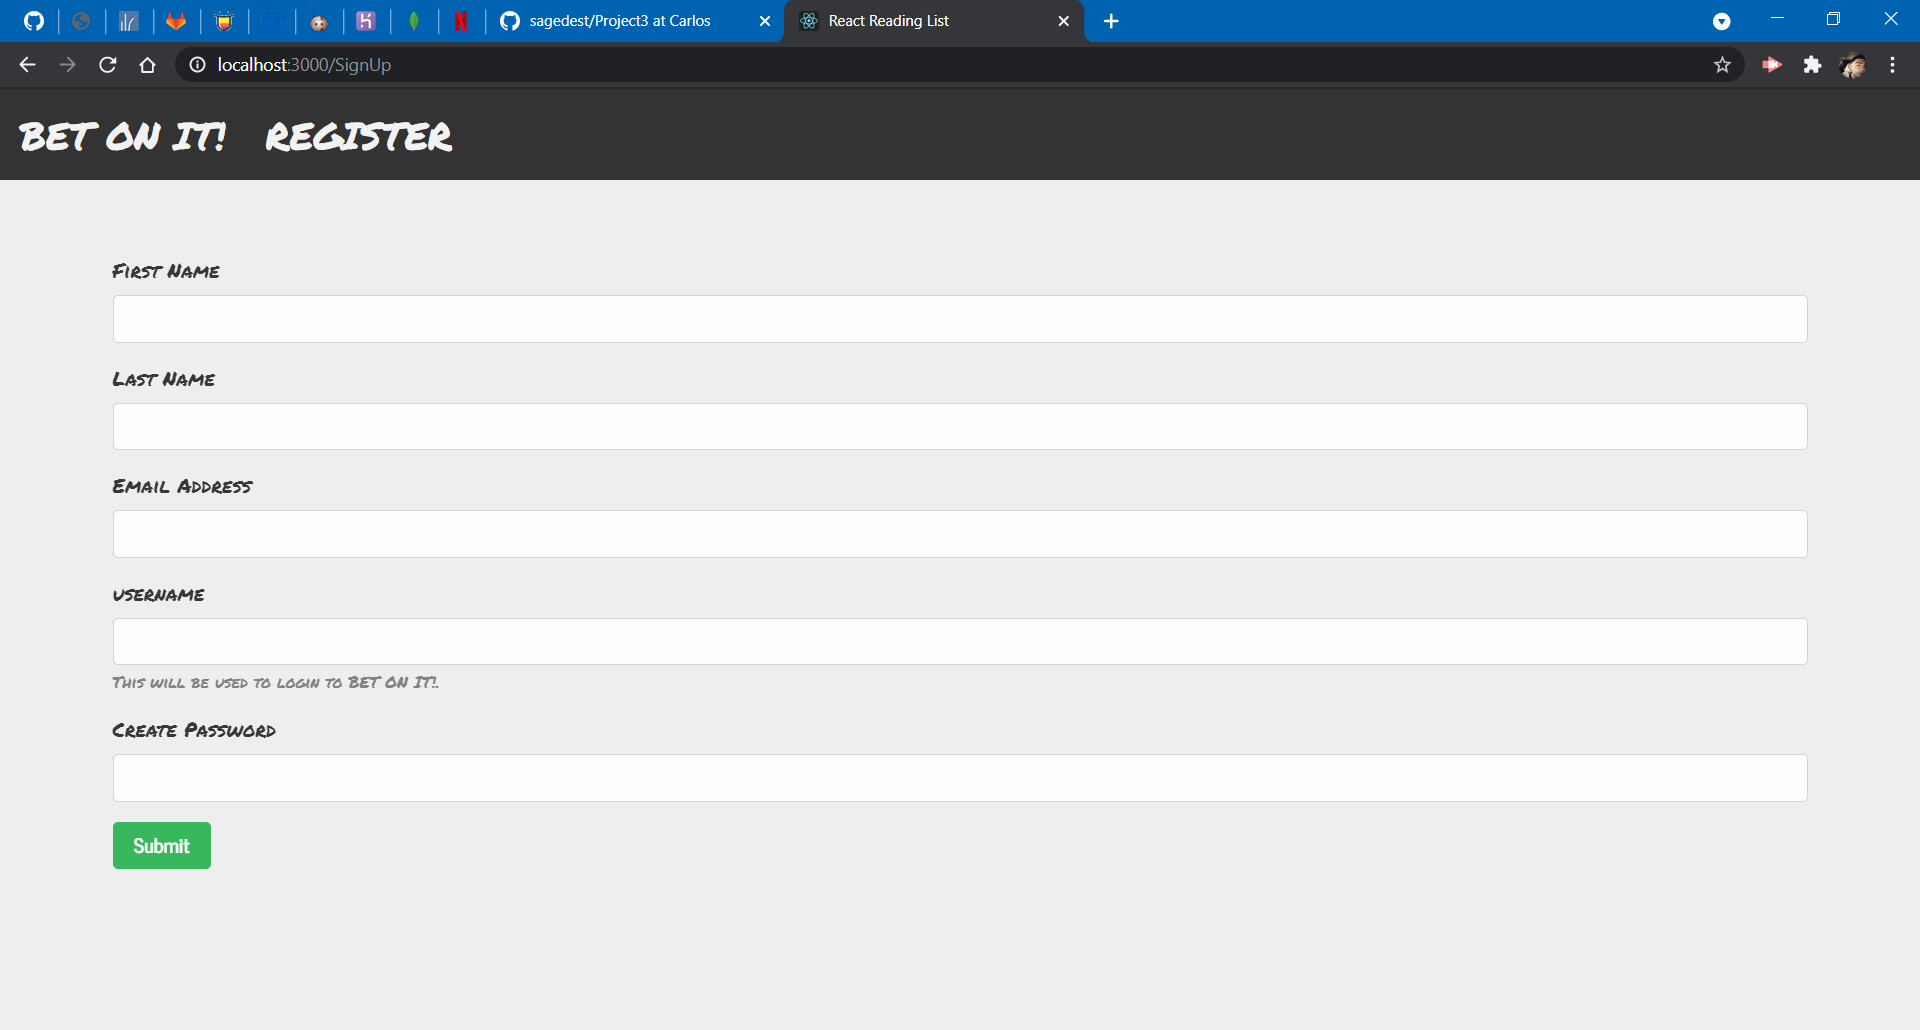 sagedest/Project3 at Carlos
React Reading List
localhost:3000/SignUp
BET ON IT! REGISTER
First Name
Last Name
Email Address
username
This will be used to login to BET ON IT!.
Create Password
Submit